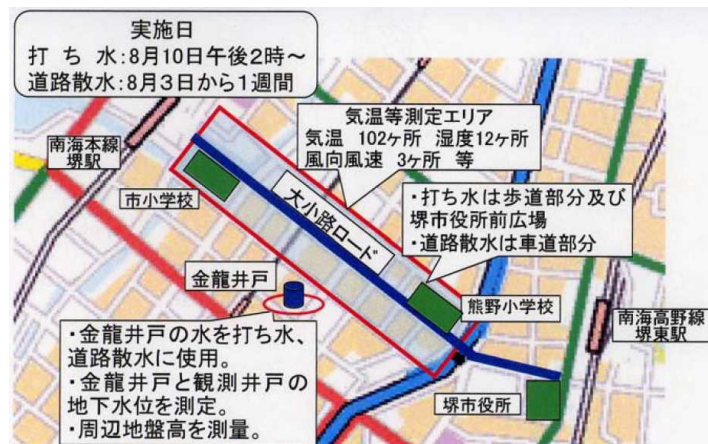 実施日
打 ち 水:8月10日午後2時～
道路散水:8月3日から1週間
気温等測定エリア
気温　102ヶ所　湿度12ヶ所
風向風速　3ヶ所　等
南海本線
堺駅
市小学校
大小路ロード
・打ち水は歩道部分及び
堺市役所前広場
・道路散水は車道部分
金龍井戸
熊野小学校
南海高野線
堺東駅
・金龍井戸の水を打ち水、
道路散水に使用。
・金龍井戸と観測井戸の
地下水位を測定。
・周辺地盤高を測量。
堺市役所